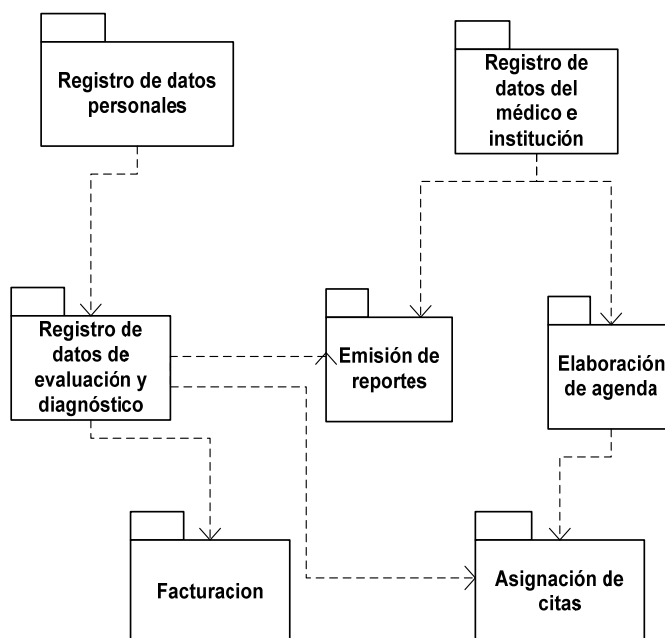 Registro de datos
personales
Registro de
datos del
médico e
institución
Registro de
datos de
evaluación y
diagnóstico
Emisión de
reportes
Elaboración
de agenda
Facturacion
Asignación de
citas